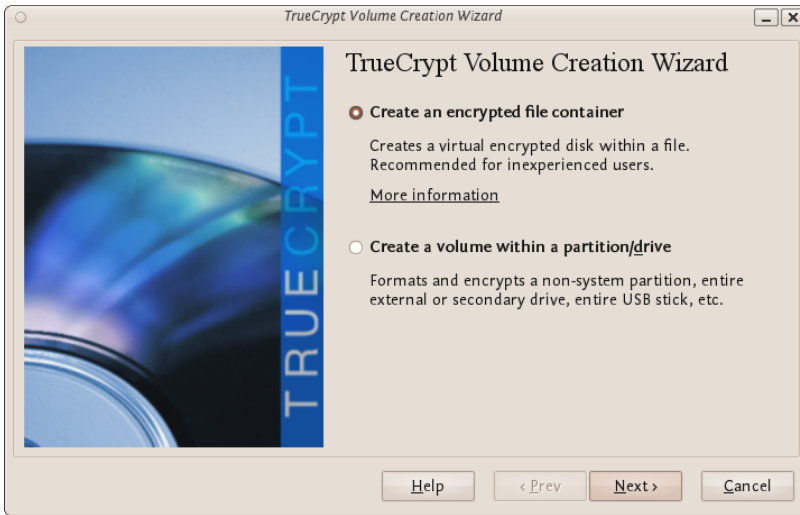 TrueCrypt Volume Creation Wizard
TrueCrypt Volume Creation Wizard
Create an encrypted file container
Creates a virtual encrypted disk within a file.
Recommended for inexperienced users.
More information
Create a volume within a partition/drive
Formats and encrypts a non-system partition, entire
external or secondary drive, entire USB stick, etc.
TRUECRYPT
Help
< Prev
Next >
Cancel